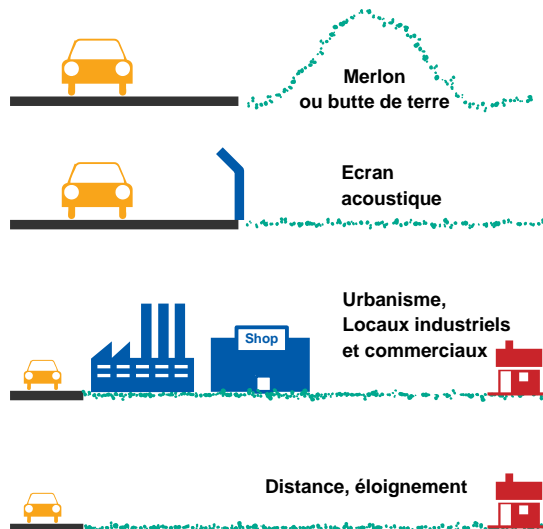 Merlon
ou butte de terre
Ecran
acoustique
Urbanisme,
Locaux industriels
et commerciaux
Shop
Distance, éloignement